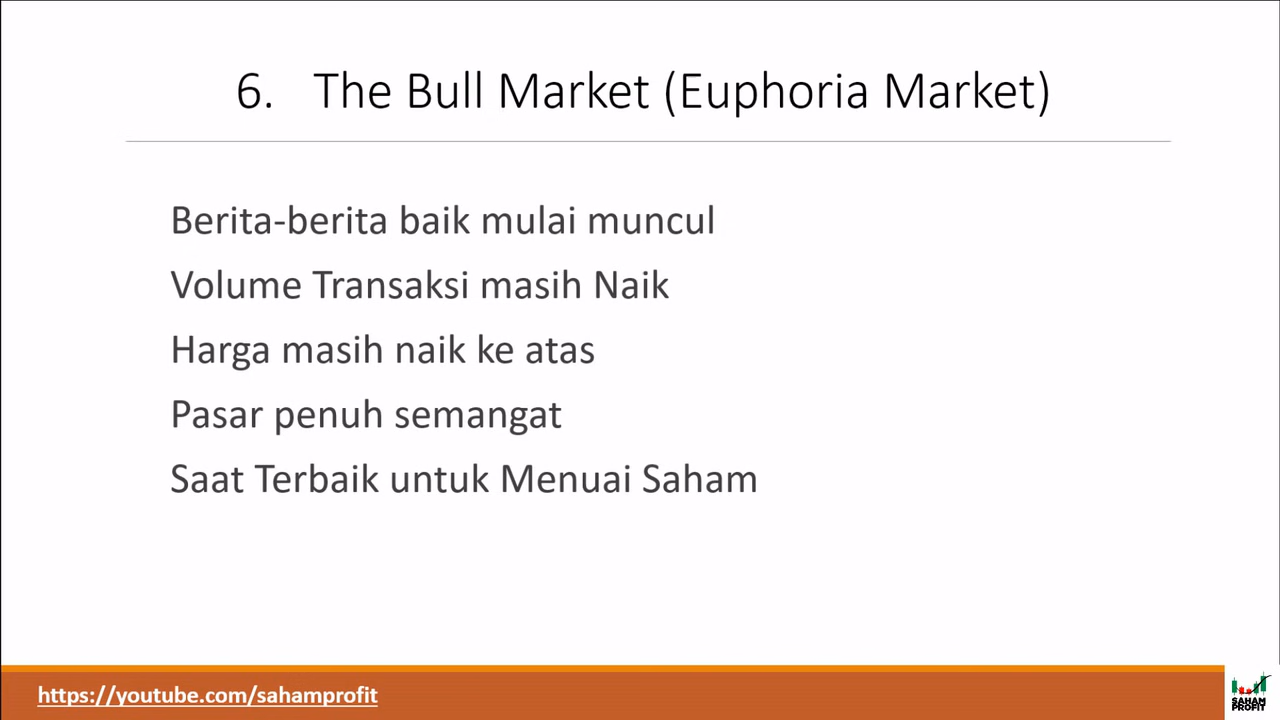 6. The Bull Market (Euphoria Market)
Berita-berita baik mulai muncul
Volume Transaksi masih Naik
Harga masih naik ke atas
Pasar penuh semangat
Saat Terbaik untuk Menuai Saham
https://youtube.com/sahamprofit
SAHAM
PROFIT